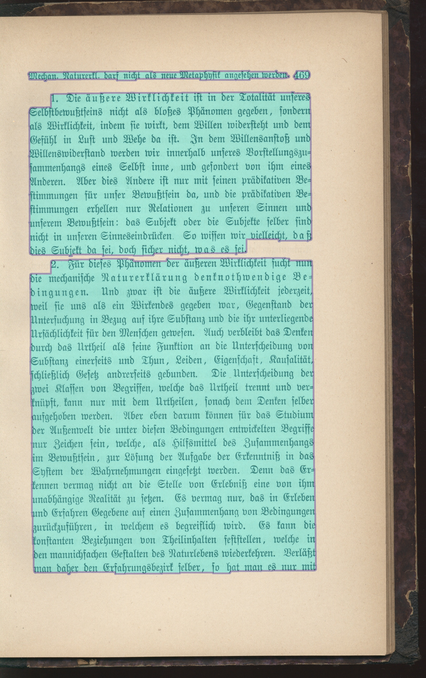 Mechan. Naturerkl. darf nicht als neue Metaphysik angesehen werden. 469
1. Die äußere Wirklichkeit ist in der Totalität unseres
Selbstbewußtseins nicht als bloßes Phänomen gegeben, sondern
als Wirklichkeit, indem sie wirkt, dem Willen widersteht und dem
Gefühl in Lust und Wehe da ist. In dem Willensanstoß und
Willenswiderstand werden wir innerhalb unseres Vorstellungszu-
sammenhangs eines Selbst inne, und gesondert von ihm eines
Anderen. Aber dies Andere ist nur mit seinen prädikativen Be-
stimmungen für unser Bewußtsein da, und die prädikativen Be-
stimmungen erhellen nur Relationen zu unseren Sinnen und
unserem Bewußtsein: das Subjekt oder die Subjekte selber sind
nicht in unseren Sinneseindrücken. So wissen wir vielleicht, daß
dies Subjekt da sei, doch sicher nicht, was es sei.
2. Für dieses Phänomen der äußeren Wirklichkeit sucht nun
die mechanische Naturerklärung denknothwendige Be-
dingungen. Und zwar ist die äußere Wirklichkeit jederzeit,
weil sie uns als ein Wirkendes gegeben war, Gegenstand der
Untersuchung in Bezug auf ihre Substanz und die ihr unterliegende
Ursächlichkeit für den Menschen gewesen. Auch verbleibt das Denken
durch das Urtheil als seine Funktion an die Unterscheidung von
Substanz einerseits und Thun, Leiden, Eigenschaft, Kausalität,
schließlich Gesetz andrerseits gebunden. Die Unterscheidung der
zwei Klassen von Begriffen, welche das Urtheil trennt und ver-
knüpft, kann nur mit dem Urtheilen, sonach dem Denken selber
aufgehoben werden. Aber eben darum können für das Studium
der Außenwelt die unter diesen Bedingungen entwickelten Begriffe
nur Zeichen sein, welche, als Hilfsmittel des Zusammenhangs
im Bewußtsein, zur Lösung der Aufgabe der Erkenntniß in das
System der Wahrnehmungen eingesetzt werden. Denn das Er-
kennen vermag nicht an die Stelle von Erlebniß eine von ihm
unabhängige Realität zu setzen. Es vermag nur, das in Erleben
und Erfahren Gegebene auf einen Zusammenhang von Bedingungen
zurückzuführen, in welchem es begreiflich wird. Es kann die
konstanten Beziehungen von Theilinhalten feststellen, welche in
den mannichfachen Gestalten des Naturlebens wiederkehren. Verläßt
man daher den Erfahrungsbezirk selber, so hat man es nur mit